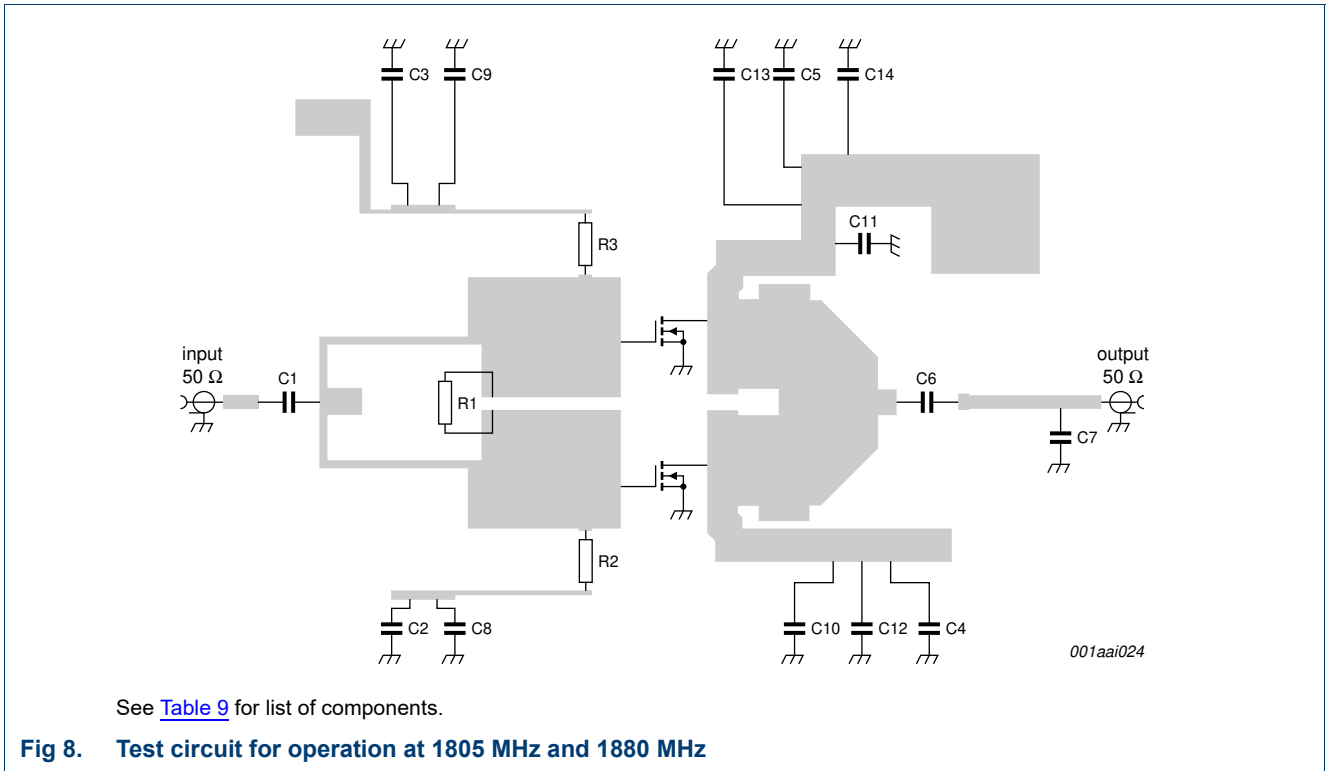 C3
C9
C13
C5
C14
C11
R3
input
50 Ω
C1
R1
C6
output
50 Ω
C7
R2
C2
C8
C10
C12
C4
001aai024
See Table 9 for list of components.
Fig 8. Test circuit for operation at 1805 MHz and 1880 MHz